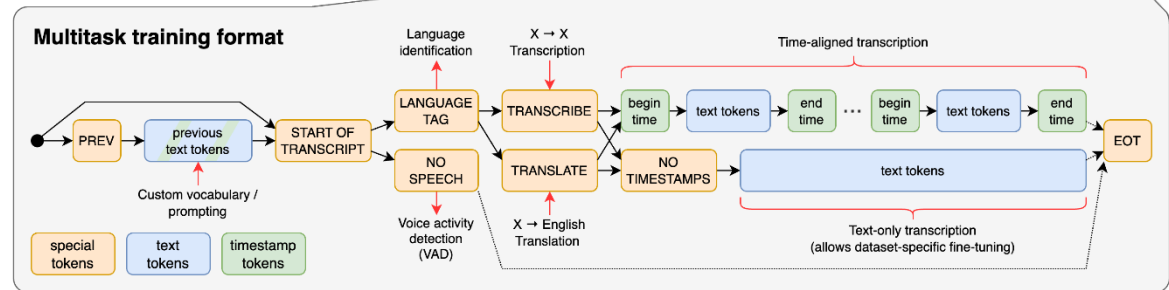 Multitask training format
Language
identification
X → X
Transcription
Time-aligned transcription
PREV
previous
text tokens
START OF
TRANSCRIPT
LANGUAGE
TAG
NO
SPEECH
TRANSCRIBE
TRANSLATE
begin
time
text tokens
end
time
...
begin
time
text tokens
end
time
NO
TIMESTAMPS
text tokens
EOT
Custom vocabulary /
prompting
Voice activity
detection
(VAD)
X → English
Translation
Text-only transcription
(allows dataset-specific fine-tuning)
special
tokens
text
tokens
timestamp
tokens